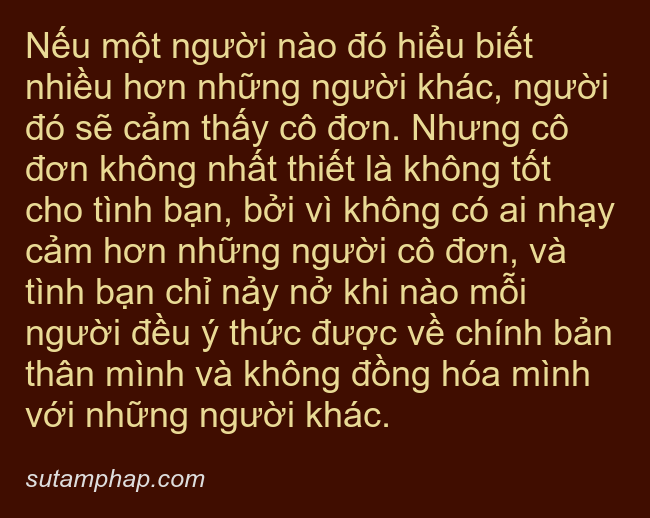 Nếu một người nào đó hiểu biết
nhiều hơn những người khác, người
đó sẽ cảm thấy cô đơn. Nhưng cô
đơn không nhất thiết là không tốt
cho tình bạn, bởi vì không có ai nhạy
cảm hơn những người cô đơn, và
tình bạn chỉ nảy nở khi nào mỗi
người đều ý thức được về chính bản
thân mình và không đồng hóa mình
với những người khác.
sutamphap.com